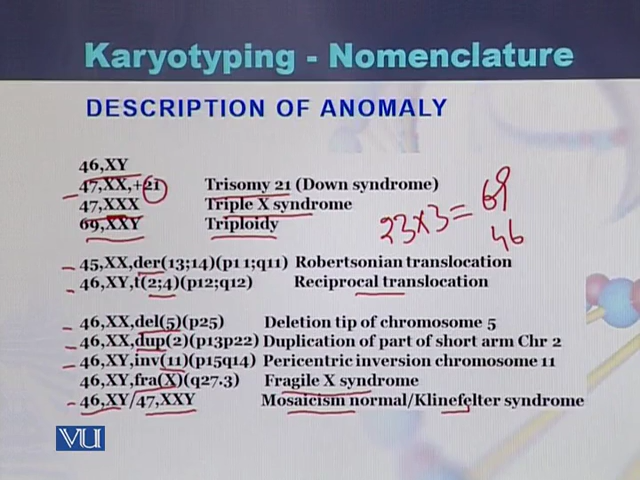 Karyotyping - Nomenclature
DESCRIPTION OF ANOMALY
46,XY
47,XX,+21 Trisomy 21 (Down syndrome)
47,XXX Triple X syndrome
69,XXY Triploidy
23x3= 69
46
45,XX,der(13;14)(p11;q11) Robertsonian translocation
46,XY,t(2;4)(p12;q12) Reciprocal translocation
46,XX,del(5)(p25) Deletion tip of chromosome 5
46,XX,dup(2)(p13p22) Duplication of part of short arm Chr 2
46,XY,inv(11)(p15q14) Pericentric inversion chromosome 11
46,XY,fra(X)(q27.3) Fragile X syndrome
46,XY/47,XXY Mosaicism normal/Klinefelter syndrome
VU